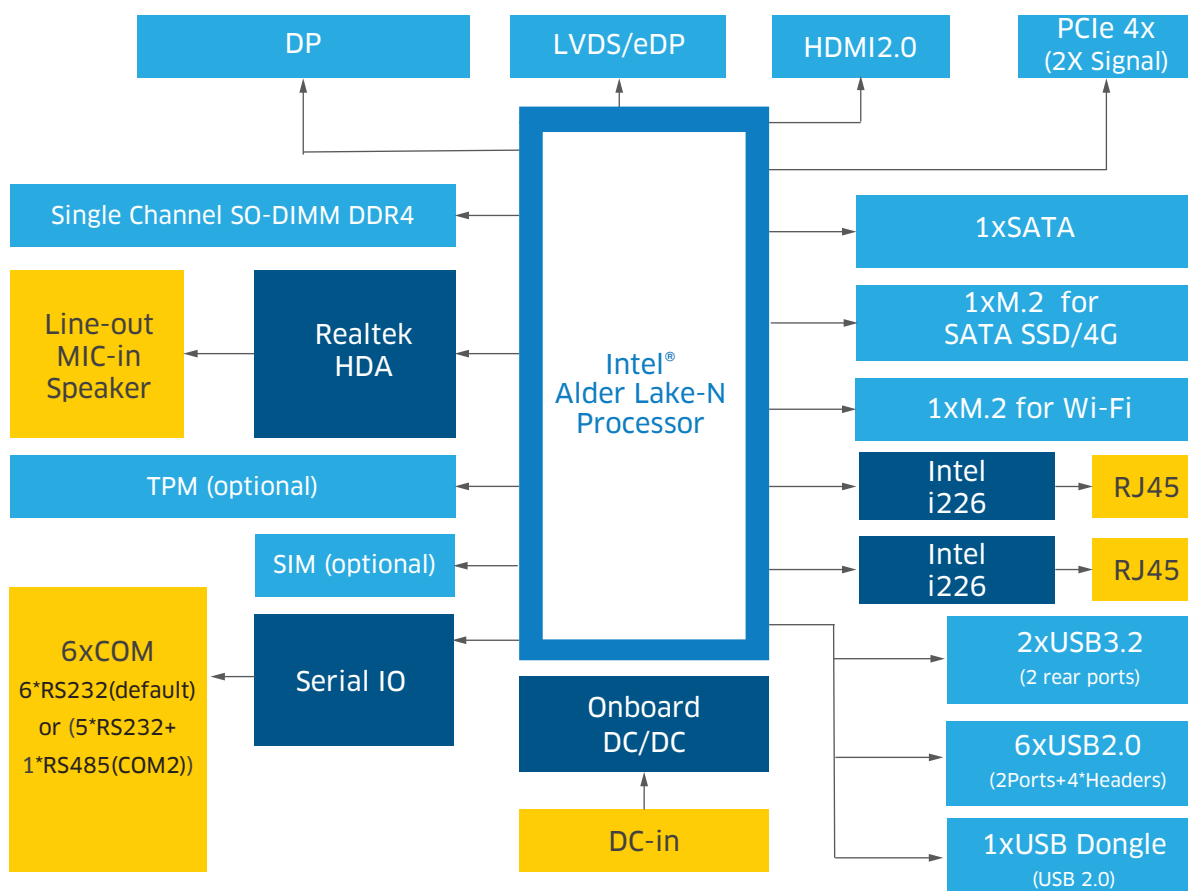 DP
LVDS/eDP
HDMI2.0
PCIe 4x
(2X Signal)
Single Channel SO-DIMM DDR4
1xSATA
Line-out
MIC-in
Speaker
Realtek
HDA
Intel®
Alder Lake-N
Processor
1xM.2 for
SATA SSD/4G
1xM.2 for Wi-Fi
TPM (optional)
Intel
i226
RJ45
SIM (optional)
Intel
i226
RJ45
6xCOM
6*RS232(default)
or (5*RS232+
1*RS485(COM2))
Serial IO
Onboard
DC/DC
DC-in
2xUSB3.2
(2 rear ports)
6xUSB2.0
(2Ports+4*Headers)
1xUSB Dongle
(USB 2.0)